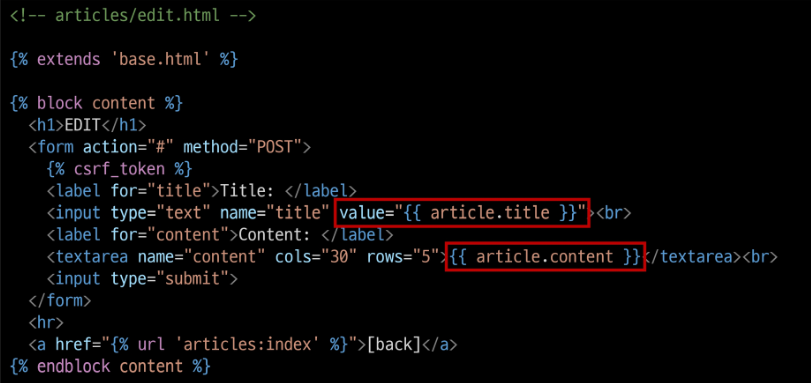 <!-- articles/edit.html -->
{% extends 'base.html' %}
{% block content %}
<h1>EDIT</h1>
<form action="#" method="POST">
{% csrf_token %}
<label for="title">Title: </label>
<input type="text" name="title" value="{{ article.title }}"><br>
<label for="content">Content: </label>
<textarea name="content" cols="30" rows="5">{{ article.content }}</textarea><br>
<input type="submit">
</form>
<hr>
<a href="{% url 'articles:index' %}">[back]</a>
{% endblock content %}